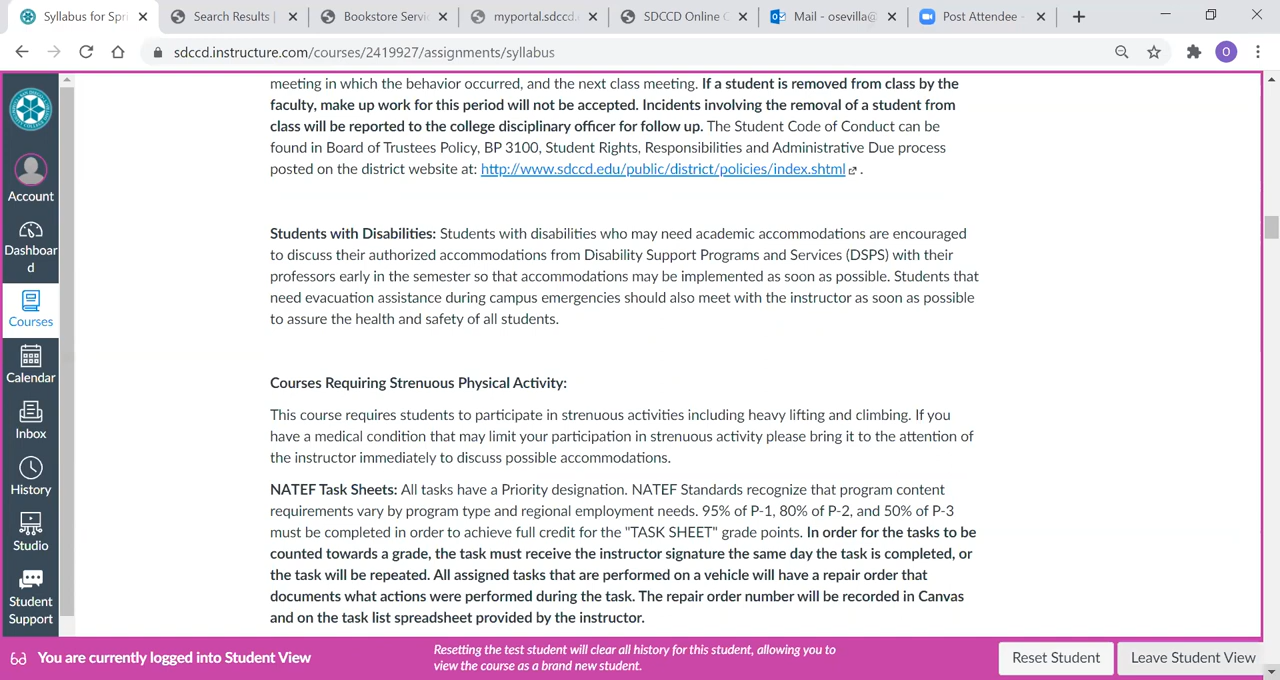 Syllabus for Spri
Search Results |
Bookstore Servic
myportal.sdccd.
SDCCD Online C
Mail - osevilla@
Post Attendee -
sdccd.instructure.com/courses/2419927/assignments/syllabus
O
Account
Dashboar
d
Courses
Calendar
Inbox
History
Studio
Student
Support
meeting in which the behavior occurred, and the next class meeting. If a student is removed from class by the
faculty, make up work for this period will not be accepted. Incidents involving the removal of a student from
class will be reported to the college disciplinary officer for follow up. The Student Code of Conduct can be
found in Board of Trustees Policy, BP 3100, Student Rights, Responsibilities and Administrative Due process
posted on the district website at: http://www.sdccd.edu/public/district/policies/index.shtml .
Students with Disabilities: Students with disabilities who may need academic accommodations are encouraged
to discuss their authorized accommodations from Disability Support Programs and Services (DSPS) with their
professors early in the semester so that accommodations may be implemented as soon as possible. Students that
need evacuation assistance during campus emergencies should also meet with the instructor as soon as possible
to assure the health and safety of all students.
Courses Requiring Strenuous Physical Activity:
This course requires students to participate in strenuous activities including heavy lifting and climbing. If you
have a medical condition that may limit your participation in strenuous activity please bring it to the attention of
the instructor immediately to discuss possible accommodations.
NATEF Task Sheets: All tasks have a Priority designation. NATEF Standards recognize that program content
requirements vary by program type and regional employment needs. 95% of P-1, 80% of P-2, and 50% of P-3
must be completed in order to achieve full credit for the "TASK SHEET" grade points. In order for the tasks to be
counted towards a grade, the task must receive the instructor signature the same day the task is completed, or
the task will be repeated. All assigned tasks that are performed on a vehicle will have a repair order that
documents what actions were performed during the task. The repair order number will be recorded in Canvas
and on the task list spreadsheet provided by the instructor.
You are currently logged into Student View
Resetting the test student will clear all history for this student, allowing you to
view the course as a brand new student.
Reset Student
Leave Student View